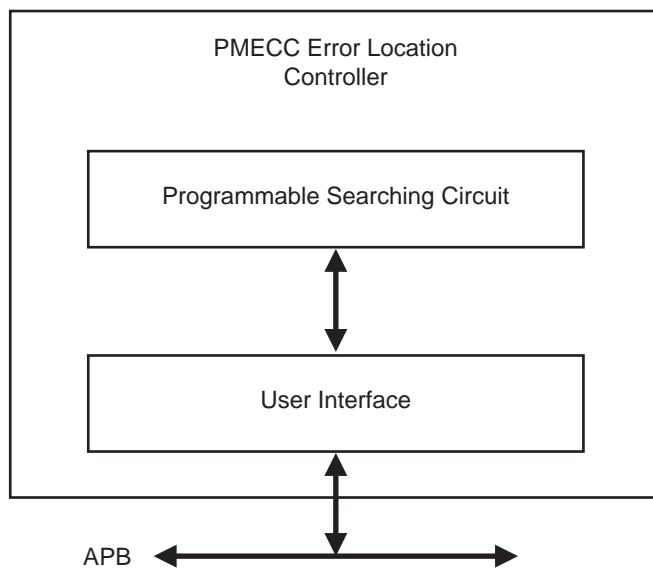 PMECC Error Location
Controller
Programmable Searching Circuit
User Interface
APB